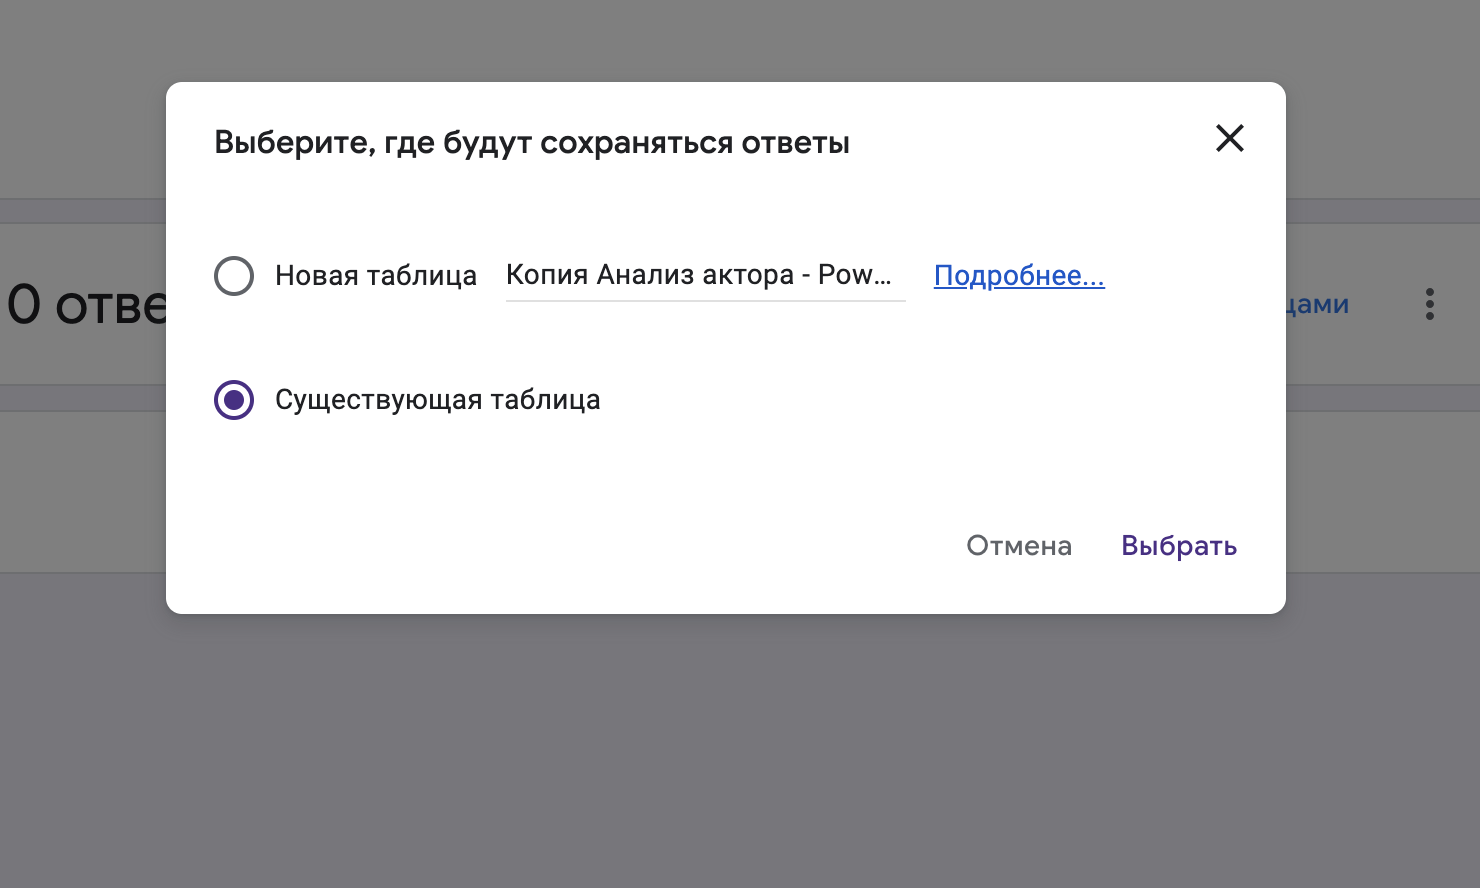 Выберите, где будут сохраняться ответы
Новая таблица Копия Анализ актора - Pow... Подробнее...
0 отве
цами
Существующая таблица
Отмена Выбрать